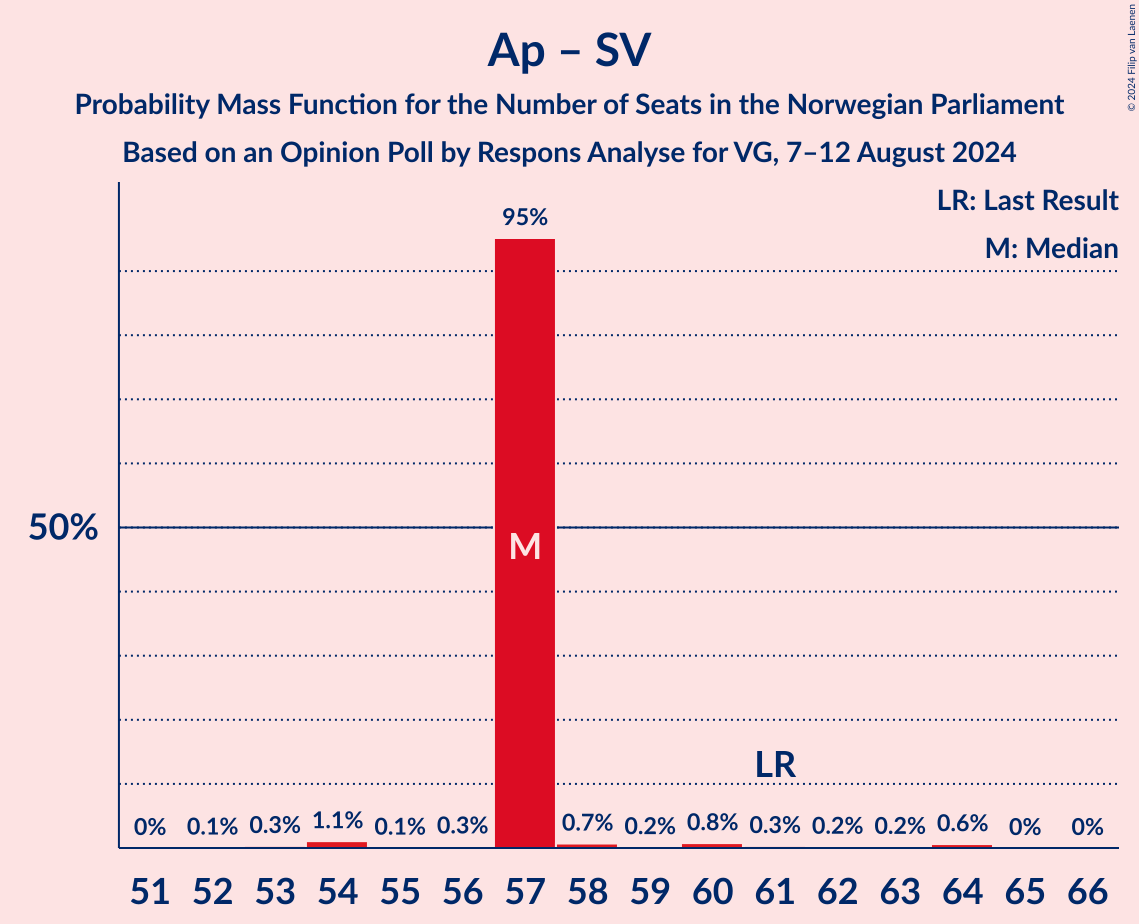 Ap – SV
Probability Mass Function for the Number of Seats in the Norwegian Parliament
Based on an Opinion Poll by Respons Analyse for VG, 7–12 August 2024
© 2024 Filip van Laenen
LR: Last Result
M: Median
95%
50%
M
LR
0% 0.1% 0.3% 1.1% 0.1% 0.3% 0.7% 0.2% 0.8% 0.3% 0.2% 0.2% 0.6% 0% 0%
51 52 53 54 55 56 57 58 59 60 61 62 63 64 65 66